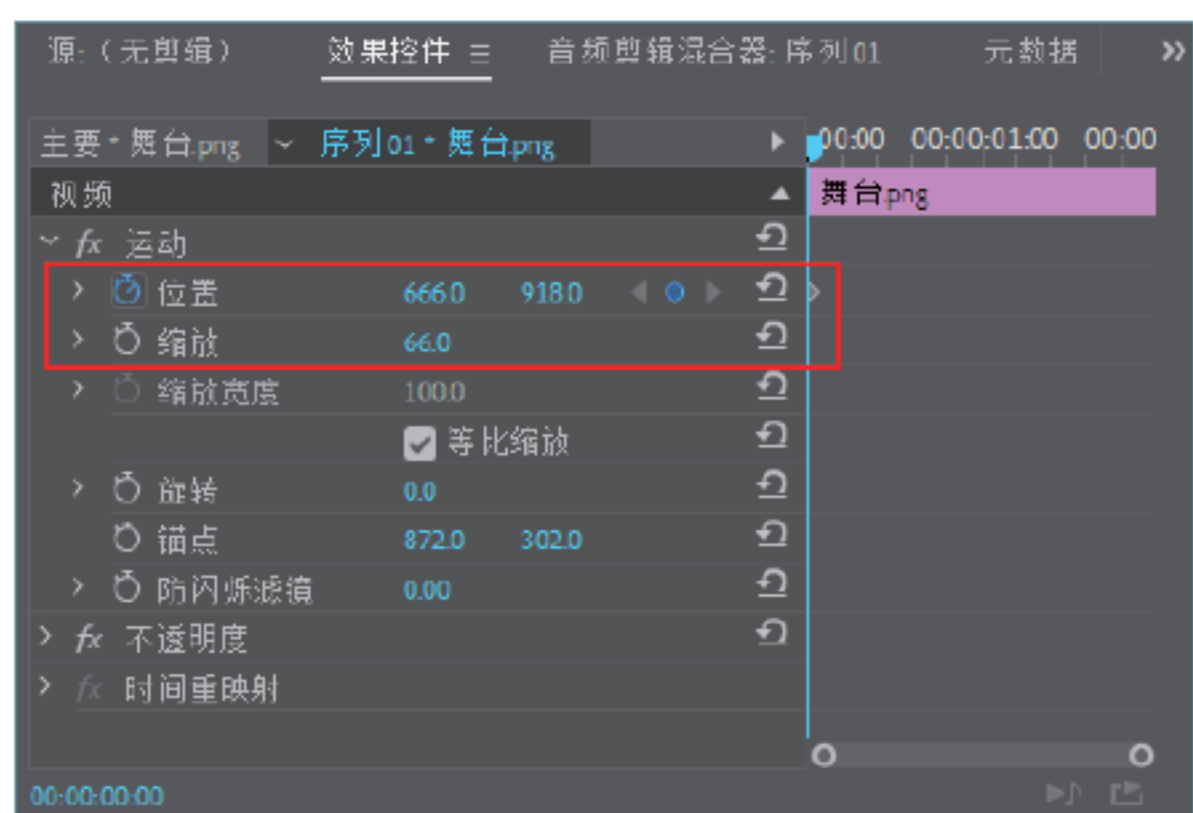 源:（无剪辑） 效果控件 音频剪辑混合器: 序列 01 元数据 »
主要 * 舞台.png 序列 01 * 舞台.png 00:00 00:00:01:00 00:00
视频 舞台.png
fx 运动
位置 666.0 918.0
缩放 66.0
缩放宽度 100.0
等比缩放
旋转 0.0
锚点 872.0 302.0
防闪烁滤镜 0.00
fx 不透明度
fx 时间重映射
00:00:00:00